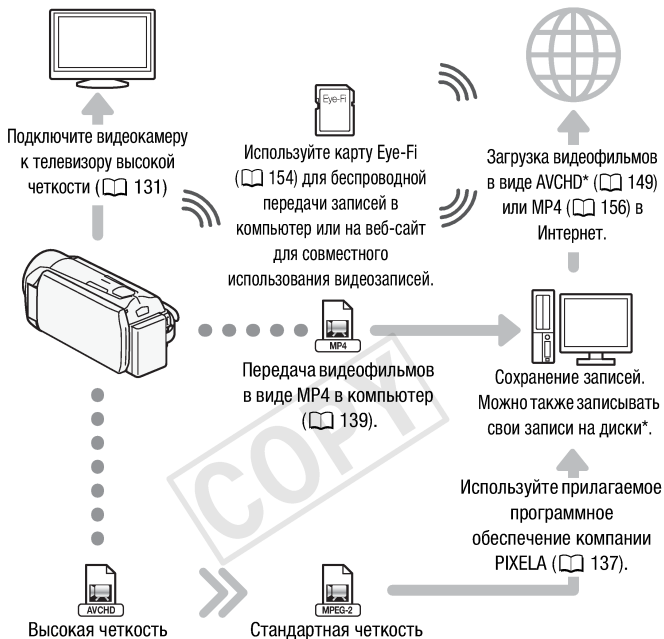 Подключите видеокамеру
к телевизору высокой
четкости (131)
Eye-Fi
Используйте карту Eye-Fi
(154) для беспроводной
передачи записей в
компьютер или на веб-сайт
для совместного
использования видеозаписей.
Загрузка видеофильмов
в виде AVCHD* (149)
или MP4 (156) в
Интернет.
MP4
Передача видеофильмов
в виде MP4 в компьютер
(139).
Сохранение записей.
Можно также записывать
свои записи на диски*.
COPY
Используйте прилагаемое
программное
обеспечение компании
PIXELA (137).
AVCHD
Высокая четкость
MPEG-2
Стандартная четкость